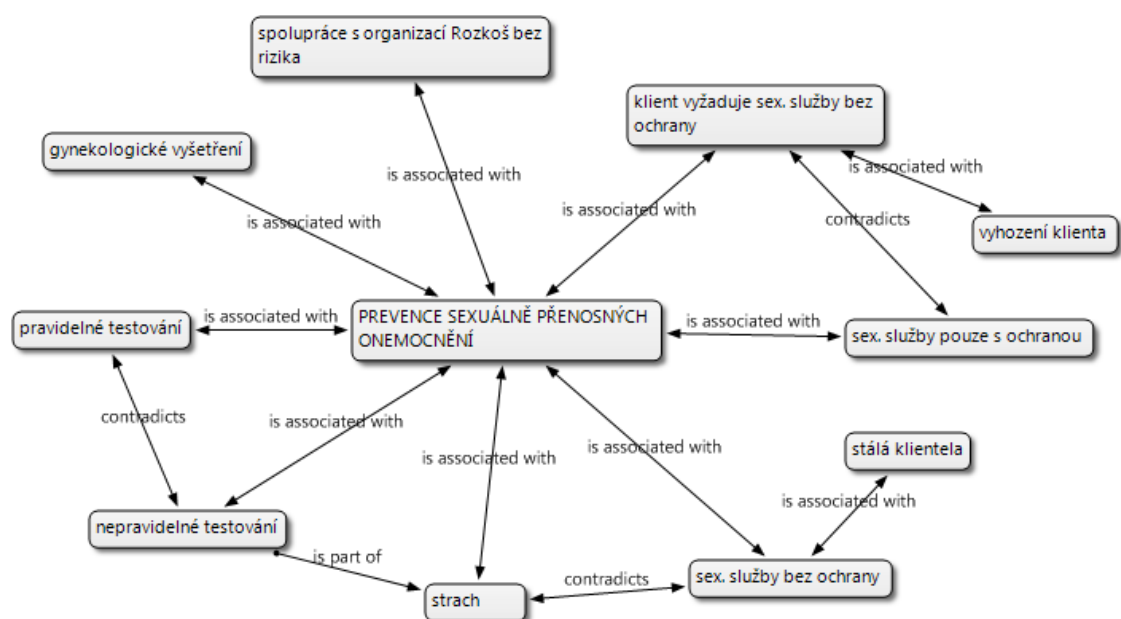 spolupráce s organizací Rozkoš bez
rizika
klient vyžaduje sex. služby bez
ochrany
gynekologické vyšetření
is associated with
is associated with
is associated with
is associated with
contradicts
vyhození klienta
pravidelné testování
is associated with
PREVENCE SEXUÁLNĚ PŘENOSNÝCH
ONEMOCNĚNÍ
is associated with
sex. služby pouze s ochranou
contradicts
is associated with
is associated with
is associated with
stálá klientela
is associated with
nepravidelné testování
is part of
strach
contradicts
sex. služby bez ochrany